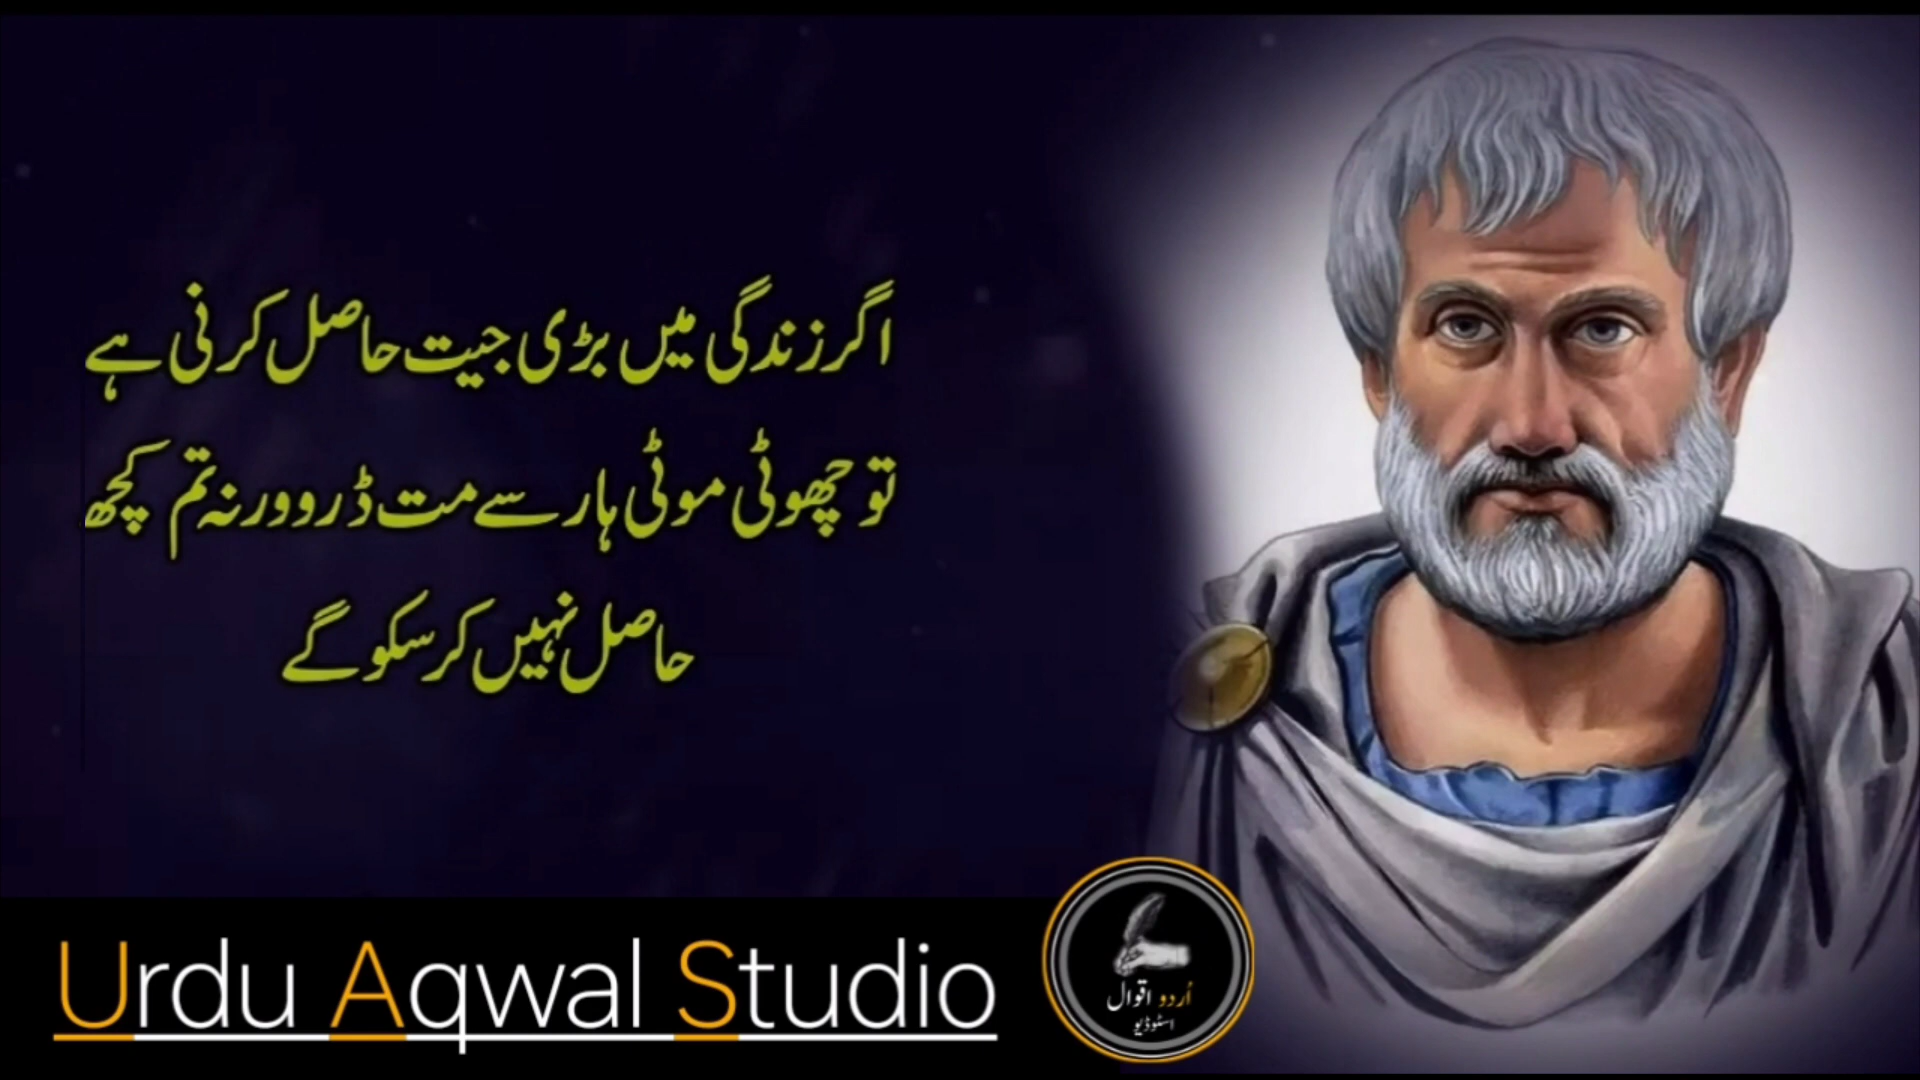 اگر زندگی میں بڑی جیت حاصل کرنی ہے
تو چھوٹی موٹی ہار سے مت ڈرو ورنہ تم کچھ
حاصل نہیں کر سکو گے
Urdu Aqwal Studio
اُردو اقوال
اسٹوڈیو